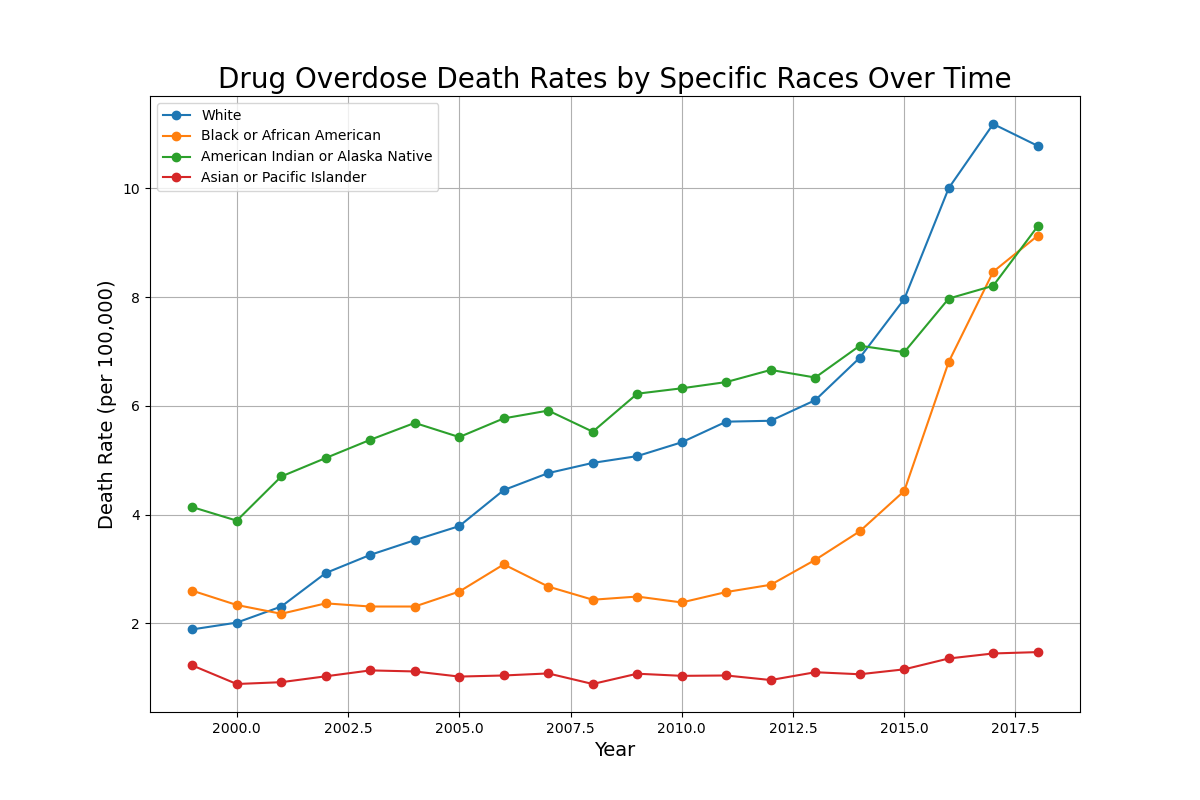 Drug Overdose Death Rates by Specific Races Over Time
White
Black or African American
American Indian or Alaska Native
Asian or Pacific Islander
Death Rate (per 100,000)
10
8
6
4
2
2000.0 2002.5 2005.0 2007.5 2010.0 2012.5 2015.0 2017.5
Year